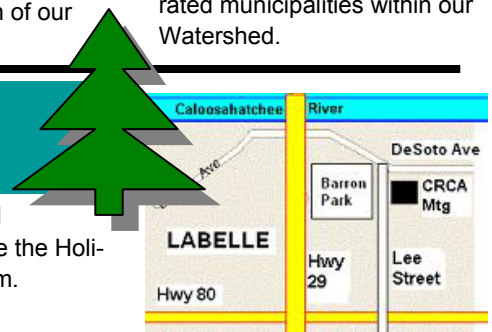 n of our
rated municipalities within our
Watershed.
Caloosahatchee River
DeSoto Ave
Ave
Barron
Park
CRCA
Mtg
LABELLE
Hwy
29
Lee
Street
Hwy 80
e the Holi-
m.